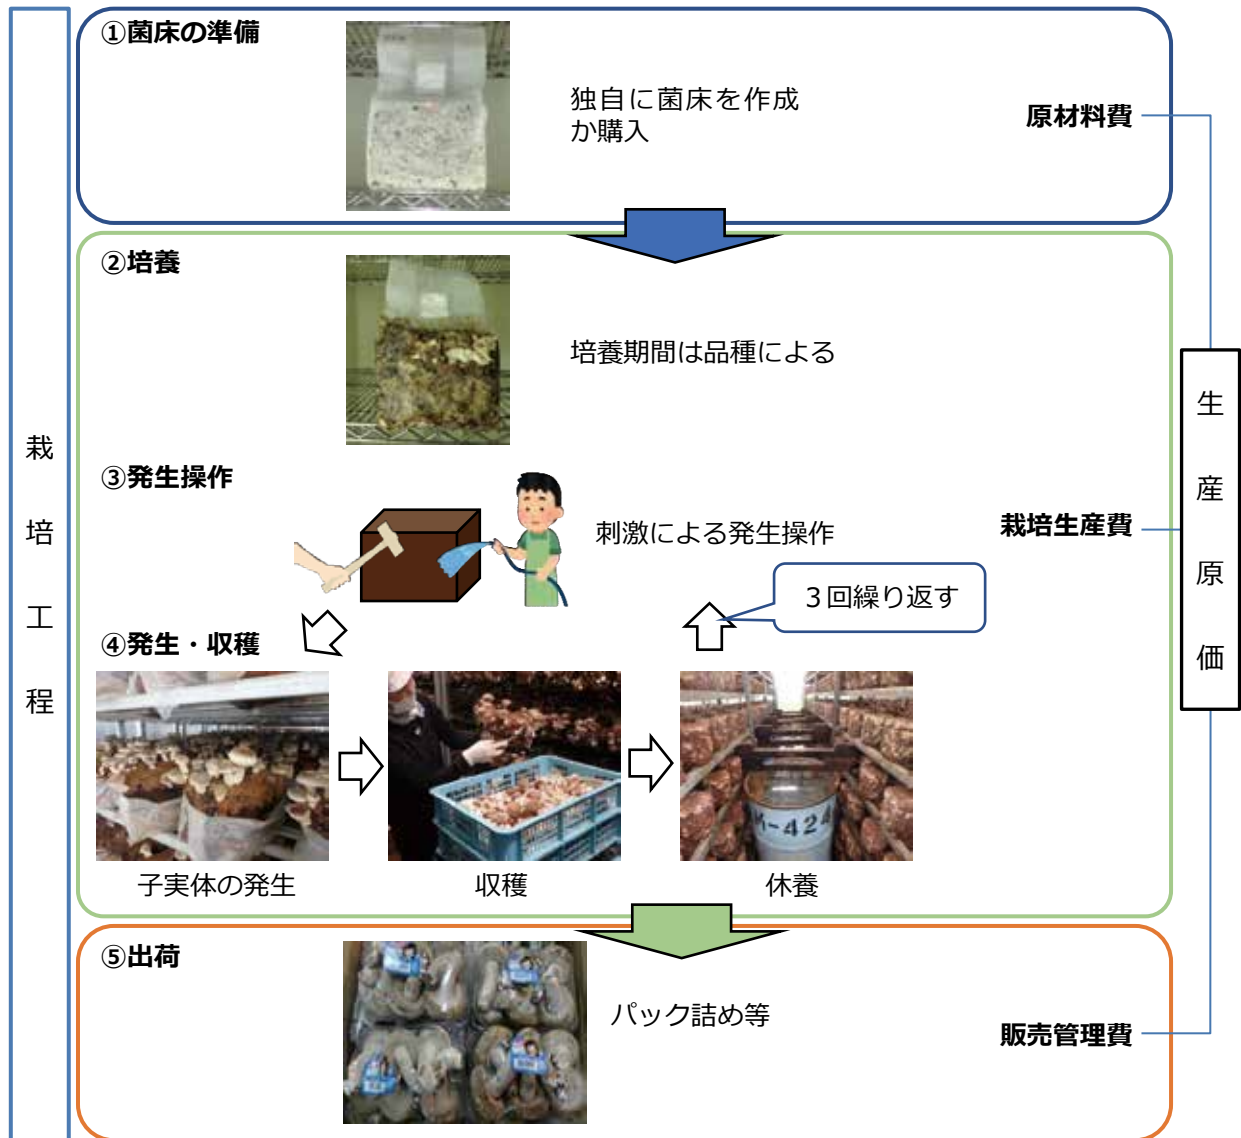 栽培工程
①菌床の準備
独自に菌床を作成
か購入
原材料費
②培養
培養期間は品種による
③発生操作
刺激による発生操作
栽培生産費
3回繰り返す
④発生・収穫
M-424
子実体の発生
収穫
休養
生産原価
⑤出荷
パック詰め等
販売管理費